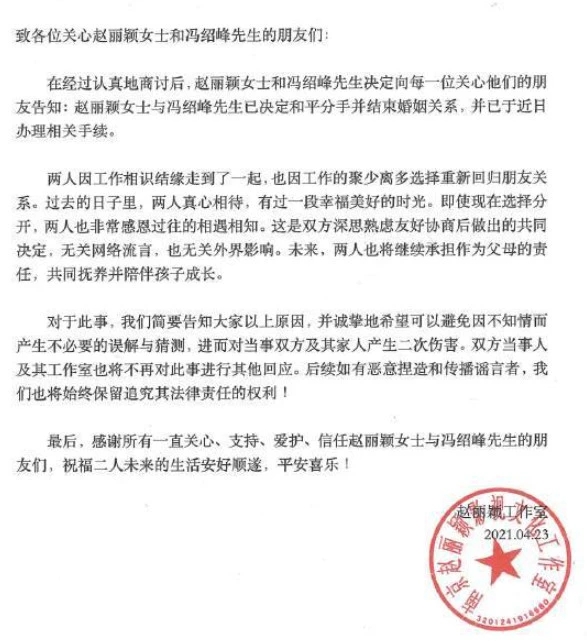 致各位关心赵丽颖女士和冯绍峰先生的朋友们：
在经过认真地商讨后，赵丽颖女士和冯绍峰先生决定向每一位关心他们的朋
友告知：赵丽颖女士与冯绍峰先生已决定和平分手并结束婚姻关系，并已于近日
办理相关手续。
两人因工作相识结缘走到了一起，也因工作的聚少离多选择重新回归朋友关
系。过去的日子里，两人真心相待，有过一段幸福美好的时光。即使现在选择分
开，两人也非常感恩过往的相遇相知。这是双方深思熟虑友好协商后做出的共同
决定，无关网络流言，也无关外界影响。未来，两人也将继续承担作为父母的责
任，共同抚养并陪伴孩子成长。
对于此事，我们简要告知大家以上原因，并诚挚地希望可以避免因不知情而
产生不必要的误解与猜测，进而对当事双方及其家人产生二次伤害。双方当事人
及其工作室也将不再对此事进行其他回应。后续如有恶意捏造和传播谣言者，我
们也将始终保留追究其法律责任的权利！
最后，感谢所有一直关心、支持、爱护、信任赵丽颖女士与冯绍峰先生的朋
友们，祝福二人未来的生活安好顺遂，平安喜乐！
赵丽颖工作室
2021.04.23
南京赵丽颖影视文化工作室